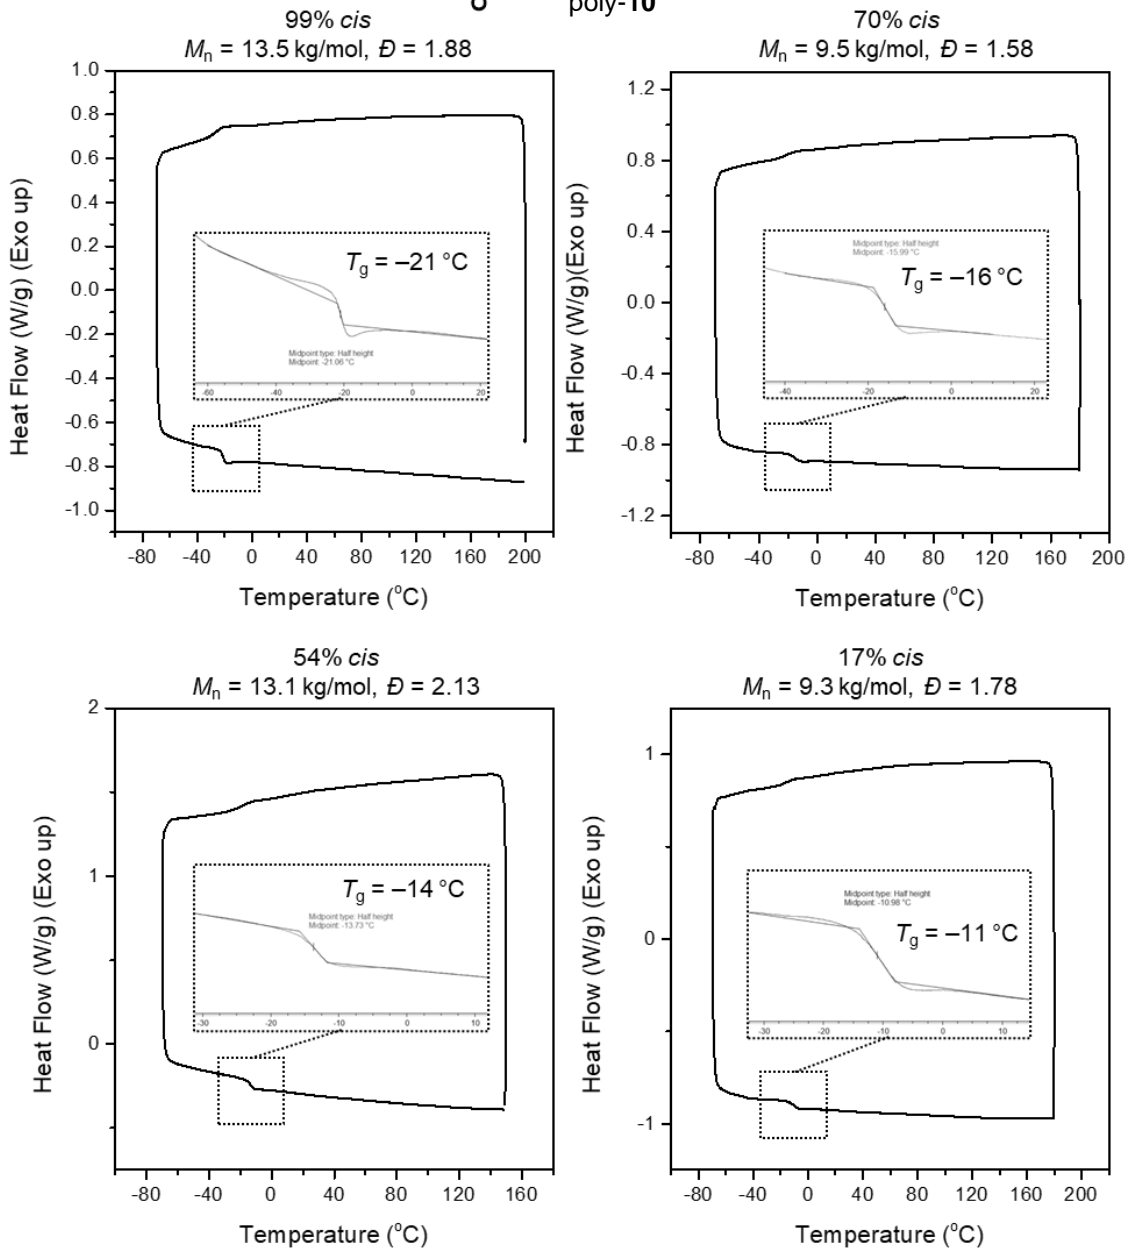 poly-10
99% cis
Mn = 13.5 kg/mol, Đ = 1.88
1.0
0.8
0.6
0.4
0.2
0.0
-0.2
-0.4
-0.6
-0.8
-1.0
Heat Flow (W/g) (Exo up)
Tg = –21 °C
Midpoint type: Half height
Midpoint: -21.06 °C
-60 -40 -20 0 20
-80 -40 0 40 80 120 160 200
Temperature (°C)
70% cis
Mn = 9.5 kg/mol, Đ = 1.58
1.2
0.8
0.4
0.0
-0.4
-0.8
-1.2
Heat Flow (W/g)(Exo up)
Midpoint type: Half height
Midpoint: -15.99 °C
Tg = –16 °C
-40 -20 0 20
-80 -40 0 40 80 120 160 200
Temperature (°C)
54% cis
Mn = 13.1 kg/mol, Đ = 2.13
2
1
0
Heat Flow (W/g) (Exo up)
Tg = –14 °C
Midpoint type: Half height
Midpoint: -13.73 °C
-30 -20 -10 0 10
-80 -40 0 40 80 120 160
Temperature (°C)
17% cis
Mn = 9.3 kg/mol, Đ = 1.78
1
0
-1
Heat Flow (W/g) (Exo up)
Midpoint type: Half height
Midpoint: -10.98 °C
Tg = –11 °C
-30 -20 -10 0 10
-80 -40 0 40 80 120 160 200
Temperature (°C)